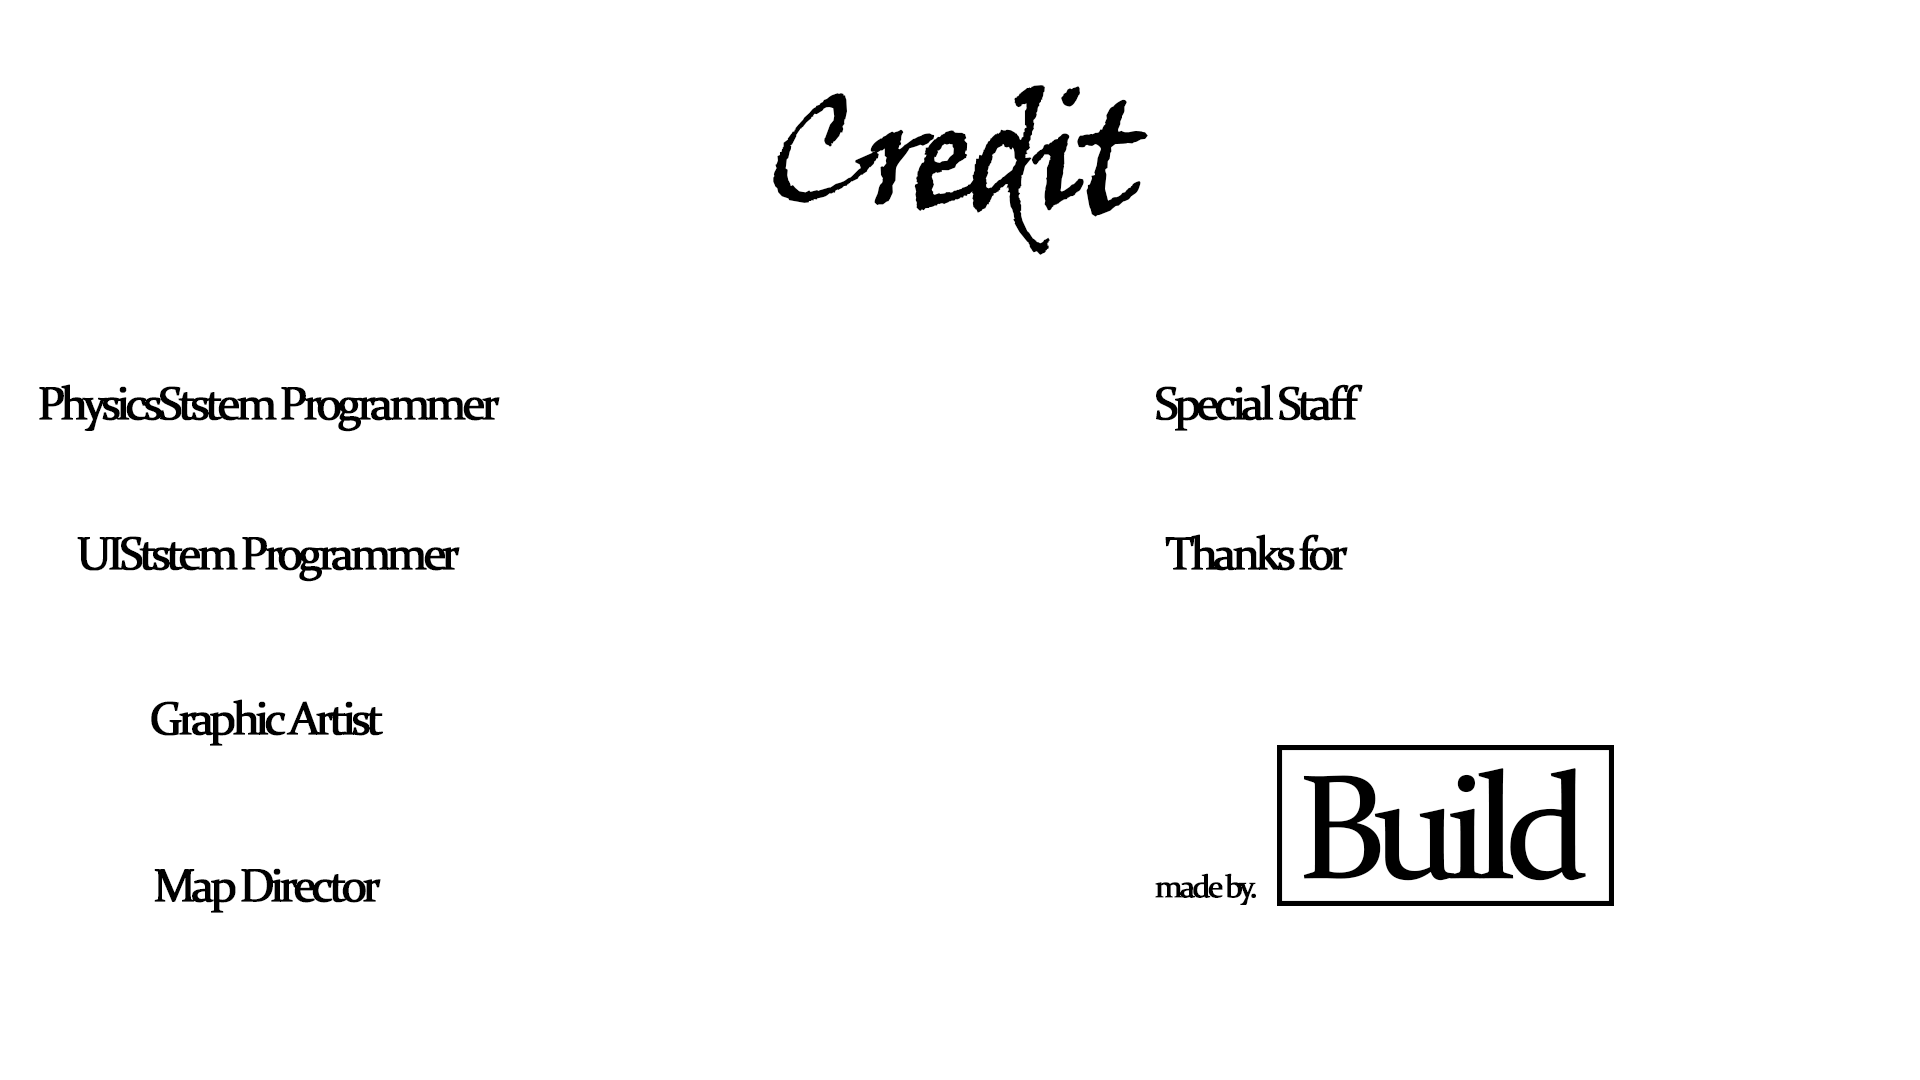 Credit
PhysicsStstem Programmer
UIStstem Programmer
Graphic Artist
Map Director
Special Staff
Thanks for
made by.
Build